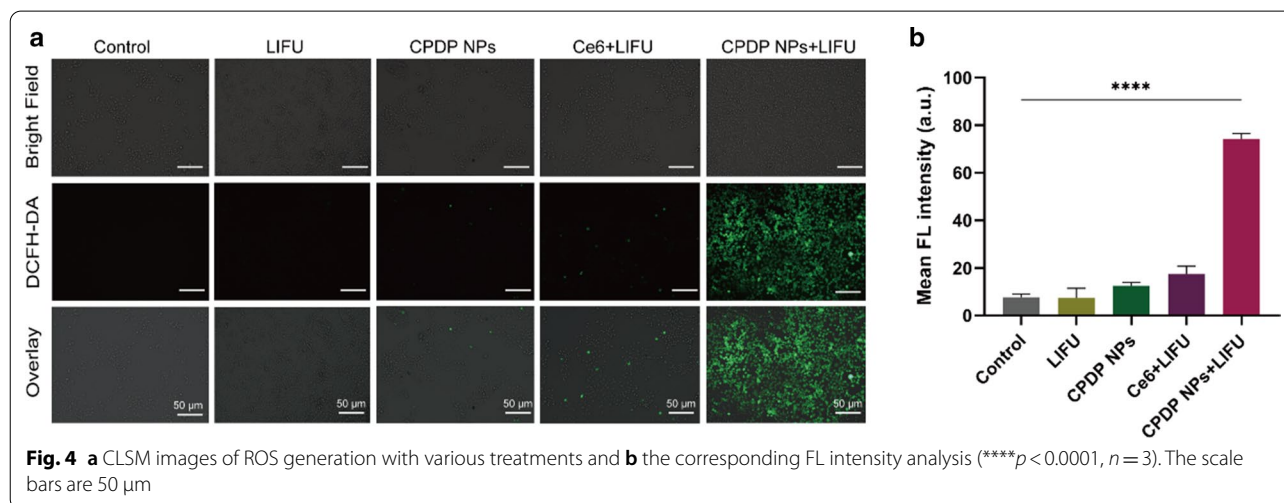 a
Control LIFU CPDP NPs Ce6+LIFU CPDP NPs+LIFU
Bright Field
DCFH-DA
Overlay
50 μm 50 μm 50 μm 50 μm 50 μm
b
****
Mean FL intensity (a.u.)
100
80
60
40
20
0
Control LIFU CPDP NPs Ce6+LIFU CPDP NPs+LIFU
Fig. 4 a CLSM images of ROS generation with various treatments and b the corresponding FL intensity analysis (****p < 0.0001, n = 3). The scale
bars are 50 μm